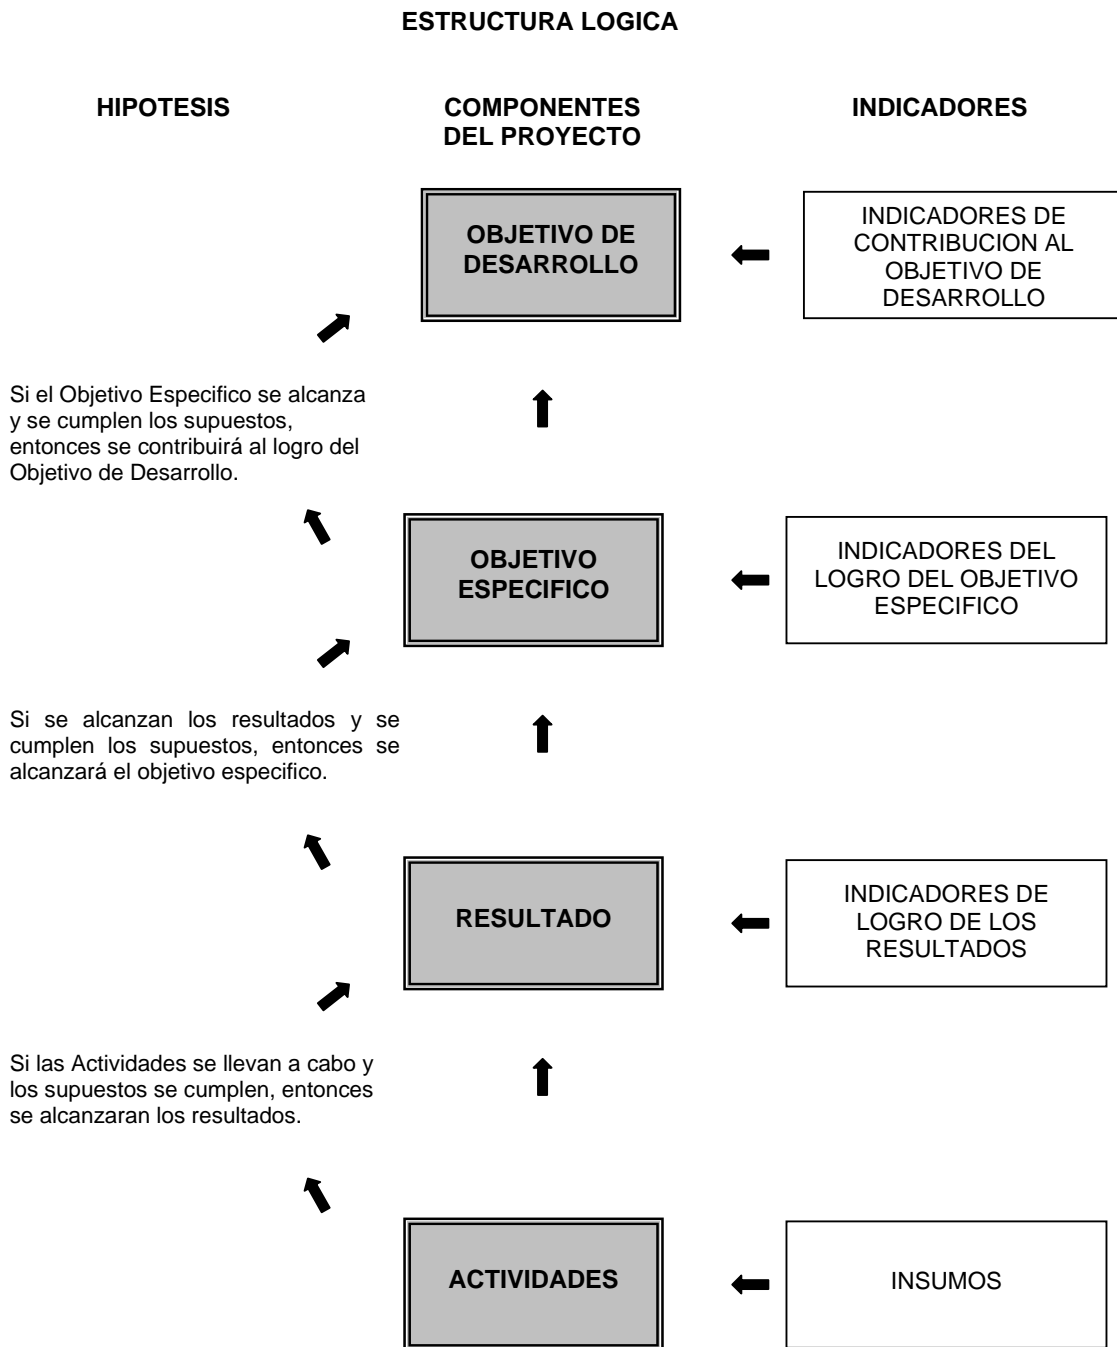 ESTRUCTURA LOGICA
HIPOTESIS
COMPONENTES
DEL PROYECTO
INDICADORES
OBJETIVO DE
DESARROLLO
INDICADORES DE
CONTRIBUCION AL
OBJETIVO DE
DESARROLLO
Si el Objetivo Especifico se alcanza
y se cumplen los supuestos,
entonces se contribuirá al logro del
Objetivo de Desarrollo.
OBJETIVO
ESPECIFICO
INDICADORES DEL
LOGRO DEL OBJETIVO
ESPECIFICO
Si se alcanzan los resultados y se
cumplen los supuestos, entonces se
alcanzará el objetivo especifico.
RESULTADO
INDICADORES DE
LOGRO DE LOS
RESULTADOS
Si las Actividades se llevan a cabo y
los supuestos se cumplen, entonces
se alcanzaran los resultados.
ACTIVIDADES
INSUMOS